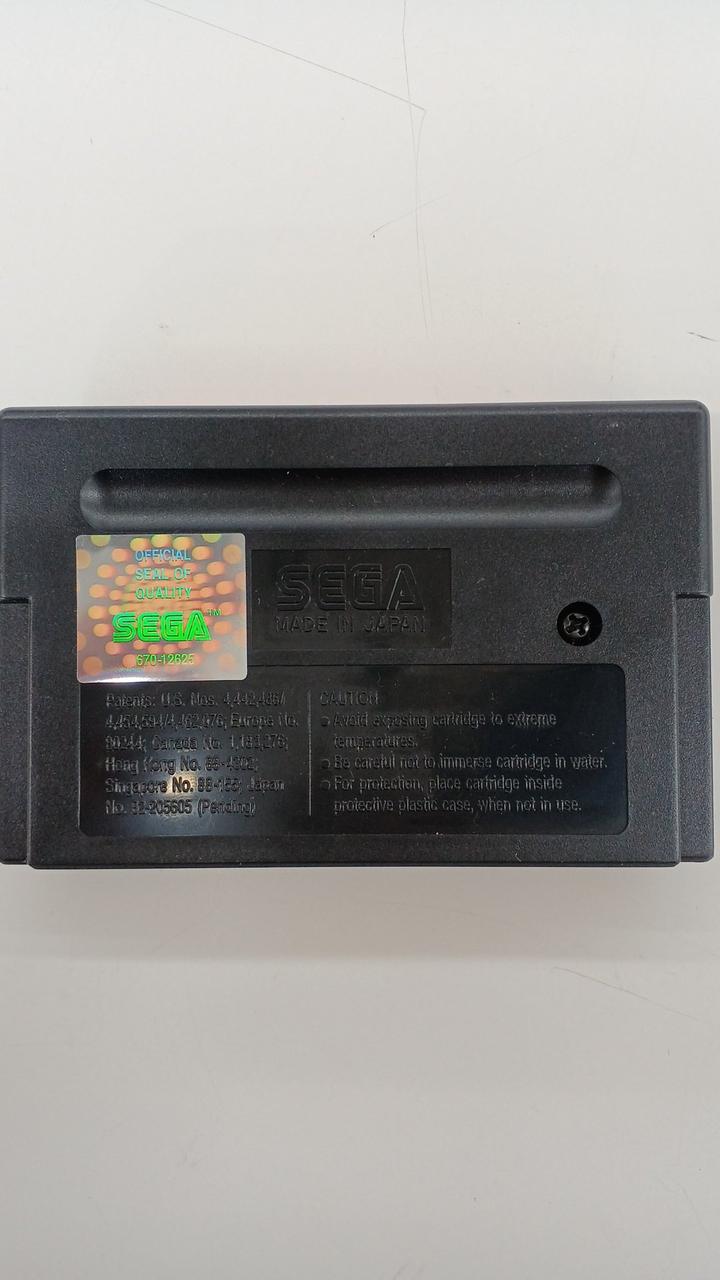 OFFICIAL
SEAL OF
QUALITY
SEGA™
670-12625
SEGA
MADE IN JAPAN
Patents: U.S. Nos. 4,442,486/
4,454,594/4,462,076; Europe No.
80244; Canada No. 1,183,276;
Hong Kong No. 88-4302;
Singapore No. 88-155; Japan
No. 82-205605 (Pending)
CAUTION
Avoid exposing cartridge to extreme
temperatures.
Be careful not to immerse cartridge in water.
For protection, place cartridge inside
protective plastic case, when not in use.